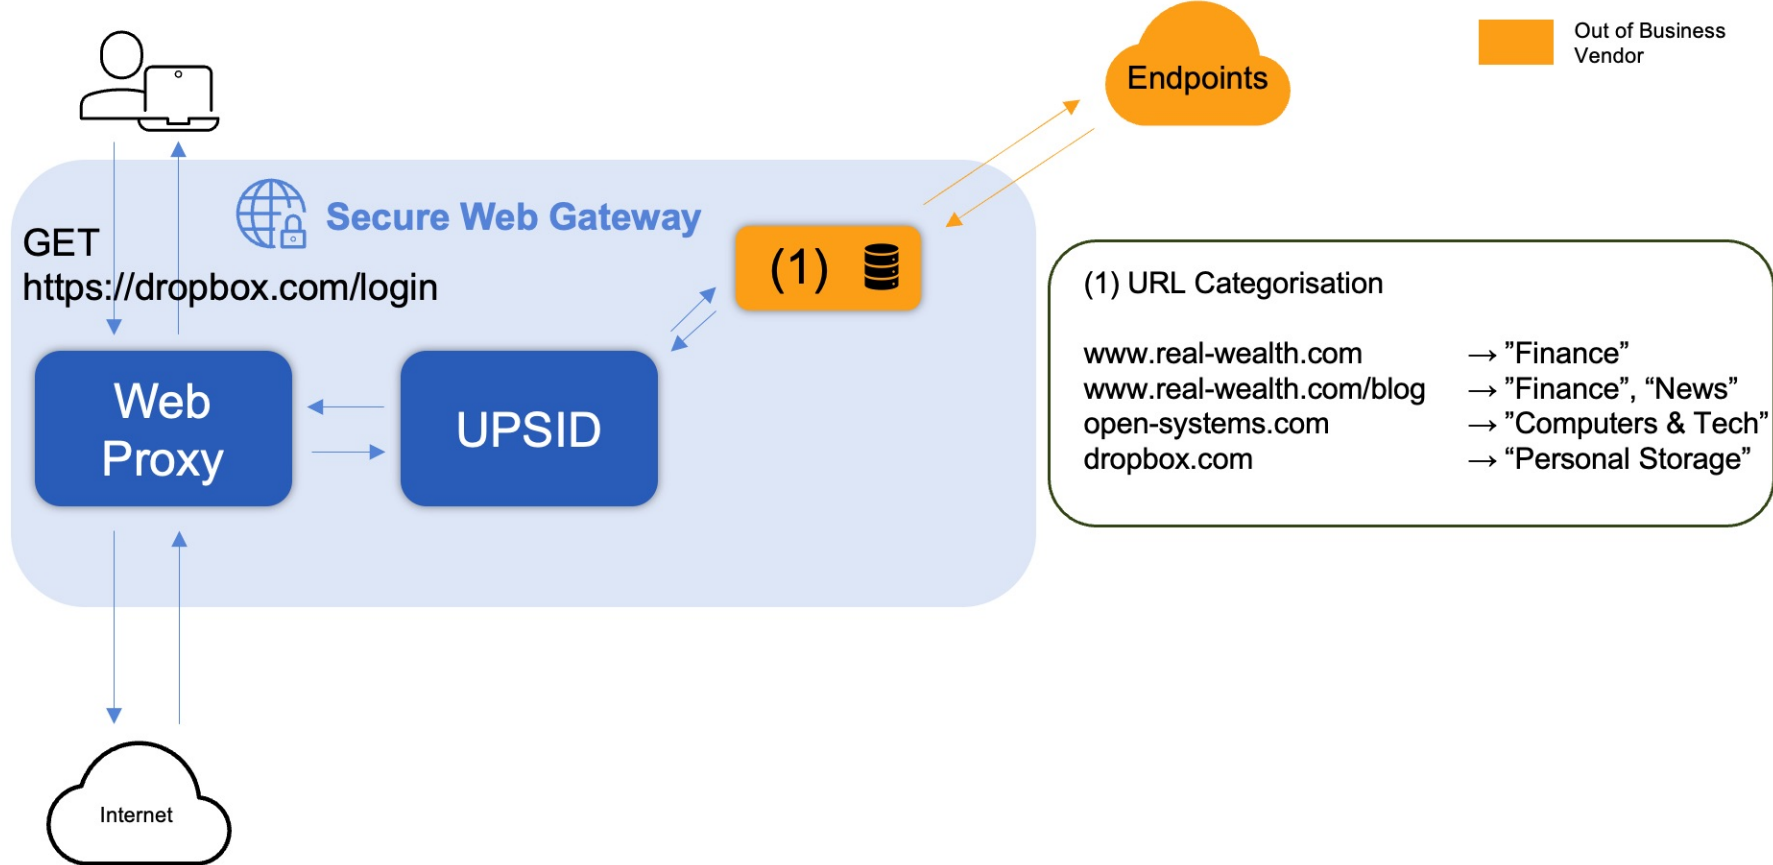 Out of Business
Vendor
Endpoints
Secure Web Gateway
GET
https://dropbox.com/login
(1)
Web
Proxy
UPSID
(1) URL Categorisation
www.real-wealth.com → ”Finance”
www.real-wealth.com/blog → ”Finance”, “News”
open-systems.com → ”Computers & Tech”
dropbox.com → “Personal Storage”
Internet